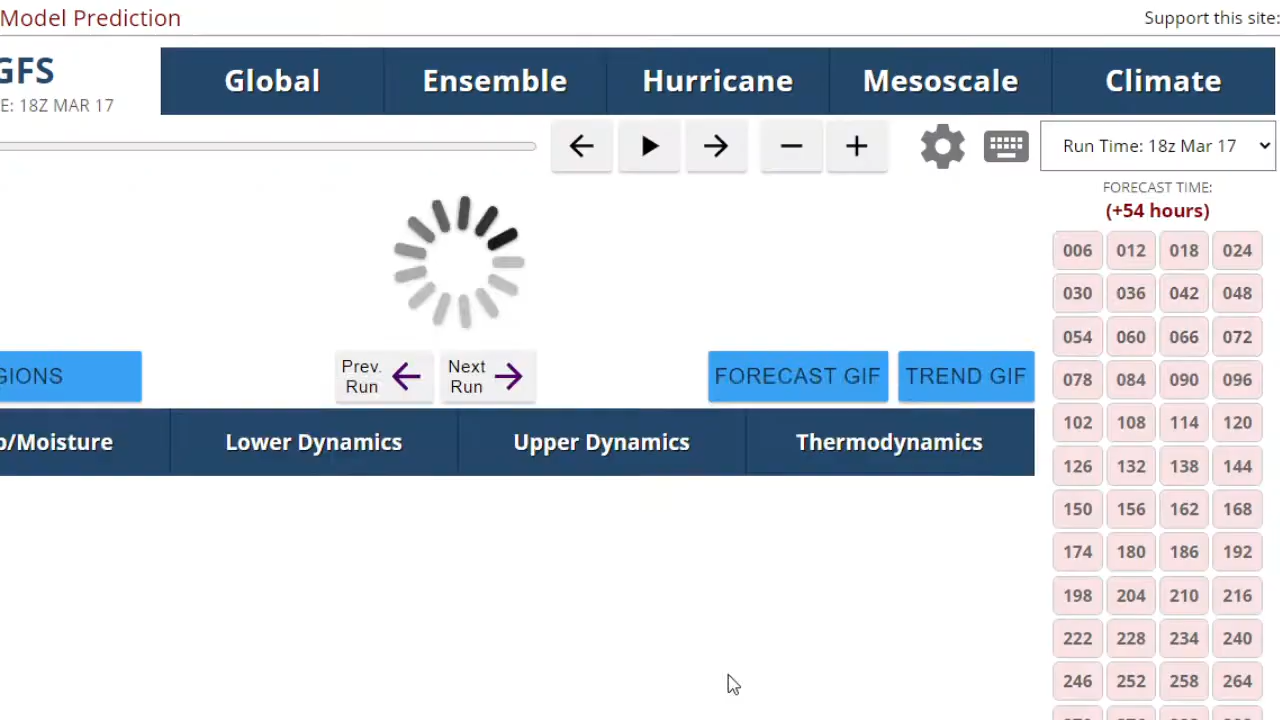 Model Prediction
Support this site:
GFS
E: 18Z MAR 17
Global
Ensemble
Hurricane
Mesoscale
Climate
Run Time: 18z Mar 17
FORECAST TIME:
(+54 hours)
006 012 018 024
030 036 042 048
054 060 066 072
078 084 090 096
102 108 114 120
126 132 138 144
150 156 162 168
174 180 186 192
198 204 210 216
222 228 234 240
246 252 258 264
GIONS
Prev. Run
Next Run
FORECAST GIF
TREND GIF
p/Moisture
Lower Dynamics
Upper Dynamics
Thermodynamics